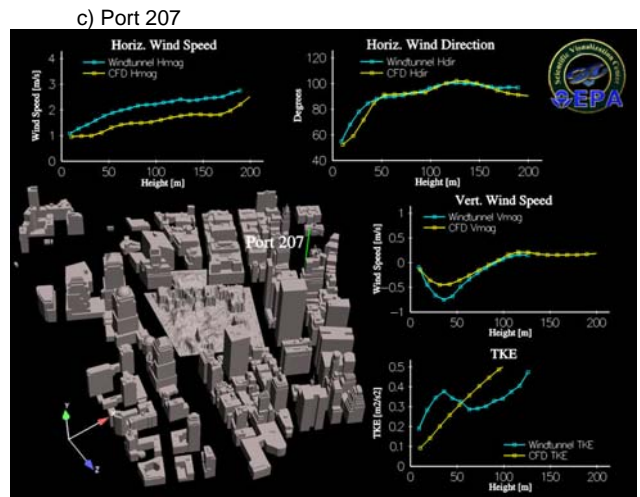 c) Port 207
Horiz. Wind Speed
Windtunnel Hmag
CFD Hmag
Wind Speed [m/s]
4
3
2
1
0
0 50 100 150 200
Height [m]
Horiz. Wind Direction
Windtunnel Hdir
CFD Hdir
Degrees
120
100
80
60
40
0 50 100 150 200
Height [m]
Scientific Visualization Center
EPA
Port 207
Vert. Wind Speed
Windtunnel Vmag
CFD Vmag
Wind Speed [m/s]
1
0.5
0
-0.5
-1
0 50 100 150 200
Height [m]
TKE
TKE [m2/s2]
0.5
0.4
0.3
0.2
0.1
0
Windtunnel TKE
CFD TKE
0 50 100 150 200
Height [m]
Y
X
Z